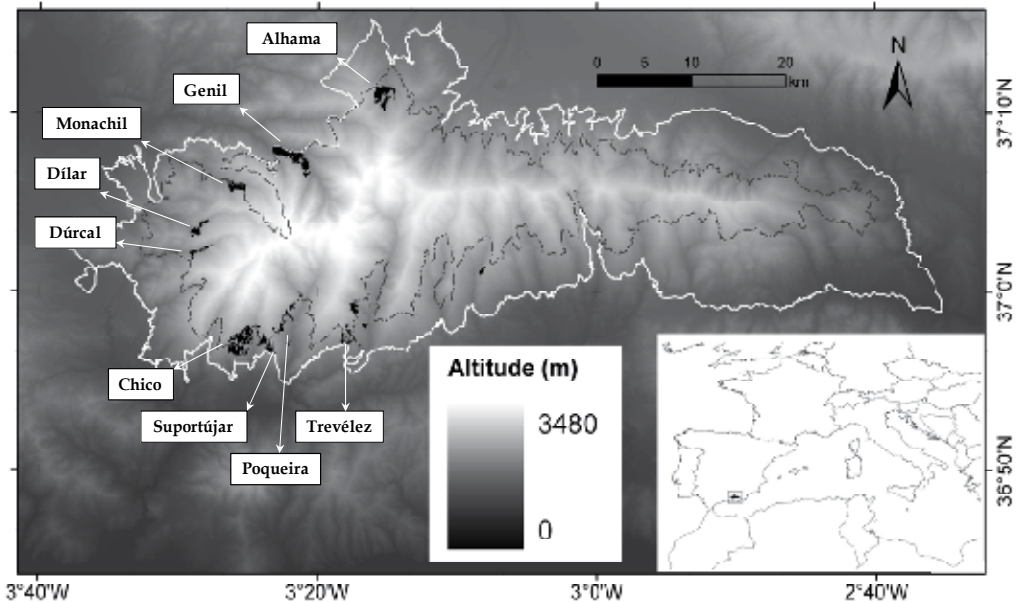 Alhama
Genil
Monachil
Dílar
Dúrcal
Chico
Suportújar
Poqueira
Trevélez
N
0 5 10 20
km
37°10'N
37°0'N
36°50'N
Altitude (m)
3480
0
3°40'W 3°20'W 3°0'W 2°40'W